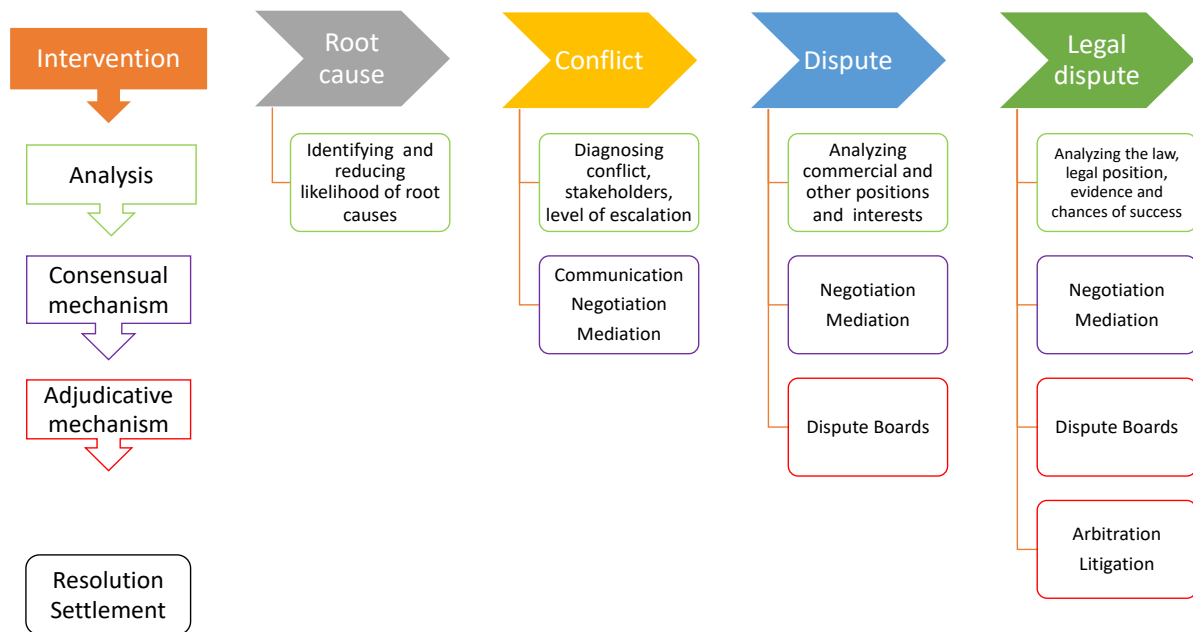 Intervention
Root
cause
Conflict
Dispute
Legal
dispute
Analysis
Identifying and
reducing
likelihood of root
causes
Diagnosing
conflict,
stakeholders,
level of escalation
Analyzing
commercial and
other positions
and interests
Analyzing the law,
legal position,
evidence and
chances of success
Consensual
mechanism
Communication
Negotiation
Mediation
Negotiation
Mediation
Negotiation
Mediation
Adjudicative
mechanism
Dispute Boards
Dispute Boards
Arbitration
Litigation
Resolution
Settlement